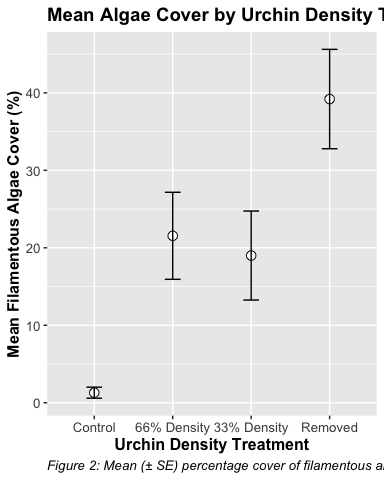 Mean Algae Cover by Urchin Density
Mean Filamentous Algae Cover (%)
40
30
20
10
0
Control 66% Density 33% Density Removed
Urchin Density Treatment
Figure 2: Mean (± SE) percentage cover of filamentous